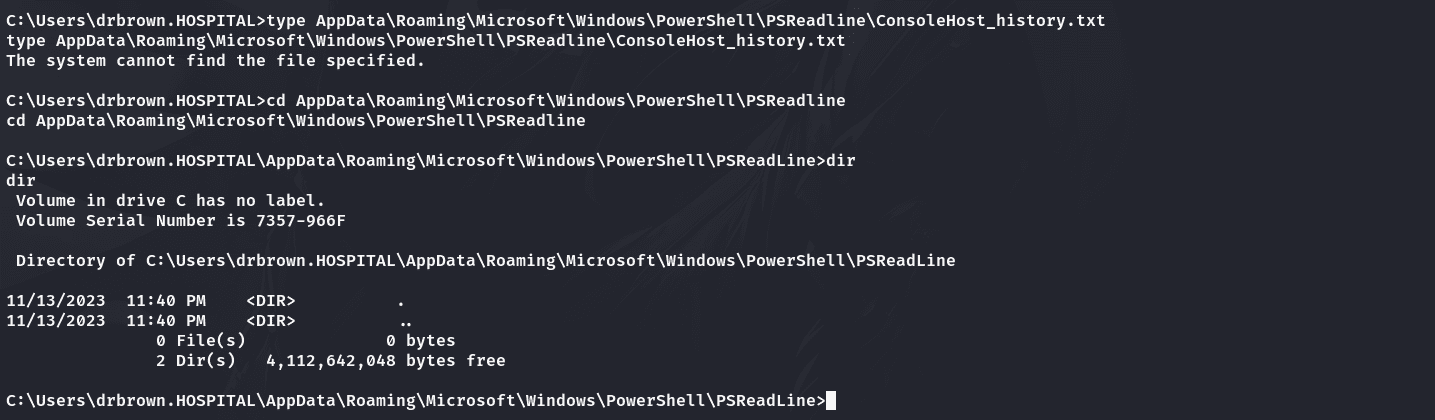 C:\Users\drbrown.HOSPITAL>type AppData\Roaming\Microsoft\Windows\PowerShell\PSReadline\ConsoleHost_history.txt
type AppData\Roaming\Microsoft\Windows\PowerShell\PSReadline\ConsoleHost_history.txt
The system cannot find the file specified.
C:\Users\drbrown.HOSPITAL>cd AppData\Roaming\Microsoft\Windows\PowerShell\PSReadline
cd AppData\Roaming\Microsoft\Windows\PowerShell\PSReadline
C:\Users\drbrown.HOSPITAL\AppData\Roaming\Microsoft\Windows\PowerShell\PSReadLine>dir
dir
Volume in drive C has no label.
Volume Serial Number is 7357-966F
Directory of C:\Users\drbrown.HOSPITAL\AppData\Roaming\Microsoft\Windows\PowerShell\PSReadLine
11/13/2023  11:40 PM    <DIR>          .
11/13/2023  11:40 PM    <DIR>          ..
0 File(s)              0 bytes
2 Dir(s)   4,112,642,048 bytes free
C:\Users\drbrown.HOSPITAL\AppData\Roaming\Microsoft\Windows\PowerShell\PSReadLine>